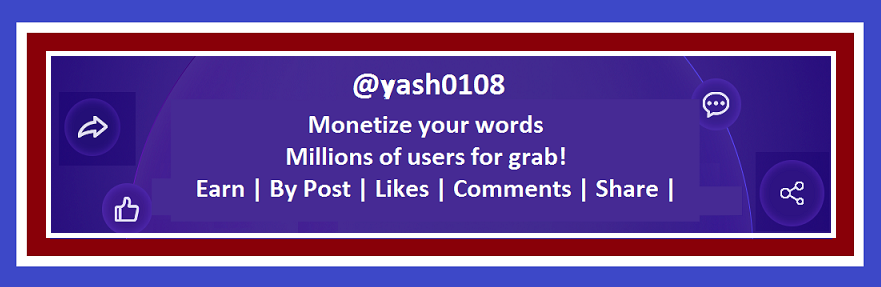 @yash0108
Monetize your words
Millions of users for grab!
Earn | By Post | Likes | Comments | Share |